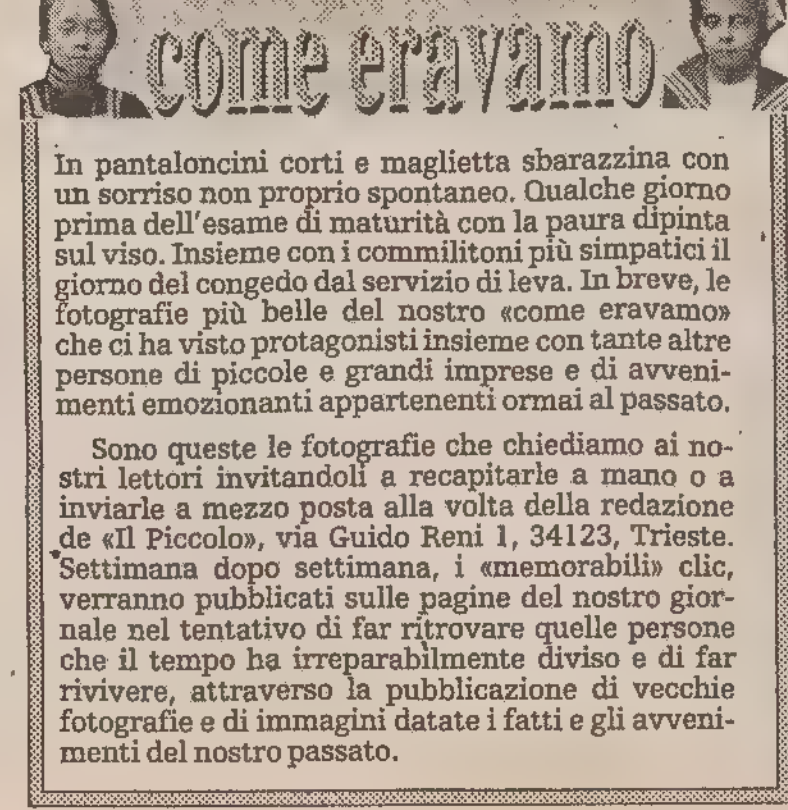 come eravamo
In pantaloncini corti e maglietta sbarazzina con
un sorriso non proprio spontaneo. Qualche giorno
prima dell'esame di maturità con la paura dipinta
sul viso. Insieme con i commilitoni più simpatici il
giorno del congedo dal servizio di leva. In breve, le
fotografie più belle del nostro «come eravamo»
che ci ha visto protagonisti insieme con tante altre
persone di piccole e grandi imprese e di avveni-
menti emozionanti appartenenti ormai al passato.
Sono queste le fotografie che chiediamo ai no-
stri lettori invitandoli a recapitarle a mano o a
inviarle a mezzo posta alla volta della redazione
de «Il Piccolo», via Guido Reni 1, 34123, Trieste.
Settimana dopo settimana, i «memorabili» clic,
verranno pubblicati sulle pagine del nostro gior-
nale nel tentativo di far ritrovare quelle persone
che il tempo ha irreparabilmente diviso e di far
rivivere, attraverso la pubblicazione di vecchie
fotografie e di immagini datate i fatti e gli avveni-
menti del nostro passato.